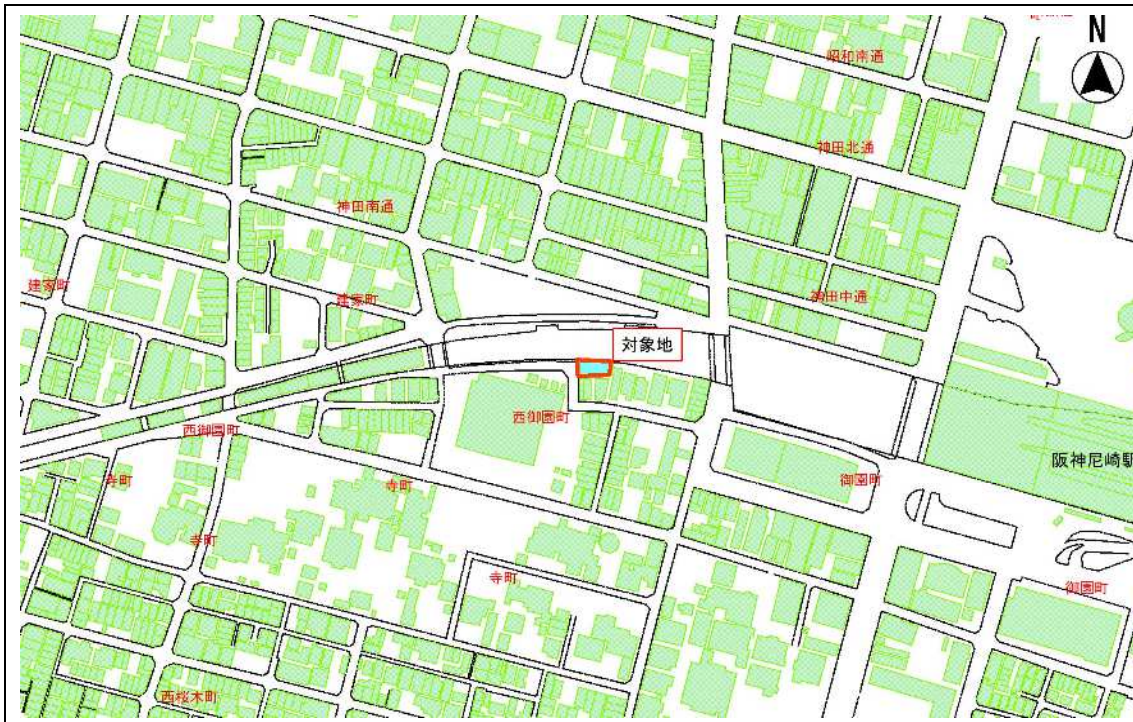 N
昭和南通
神田北通
神田南通
建家町
建家町
神田中通
対象地
西御園町
西御園町
阪神尼崎駅
寺町
寺町
御園町
寺町
寺町
御園町
西桜木町